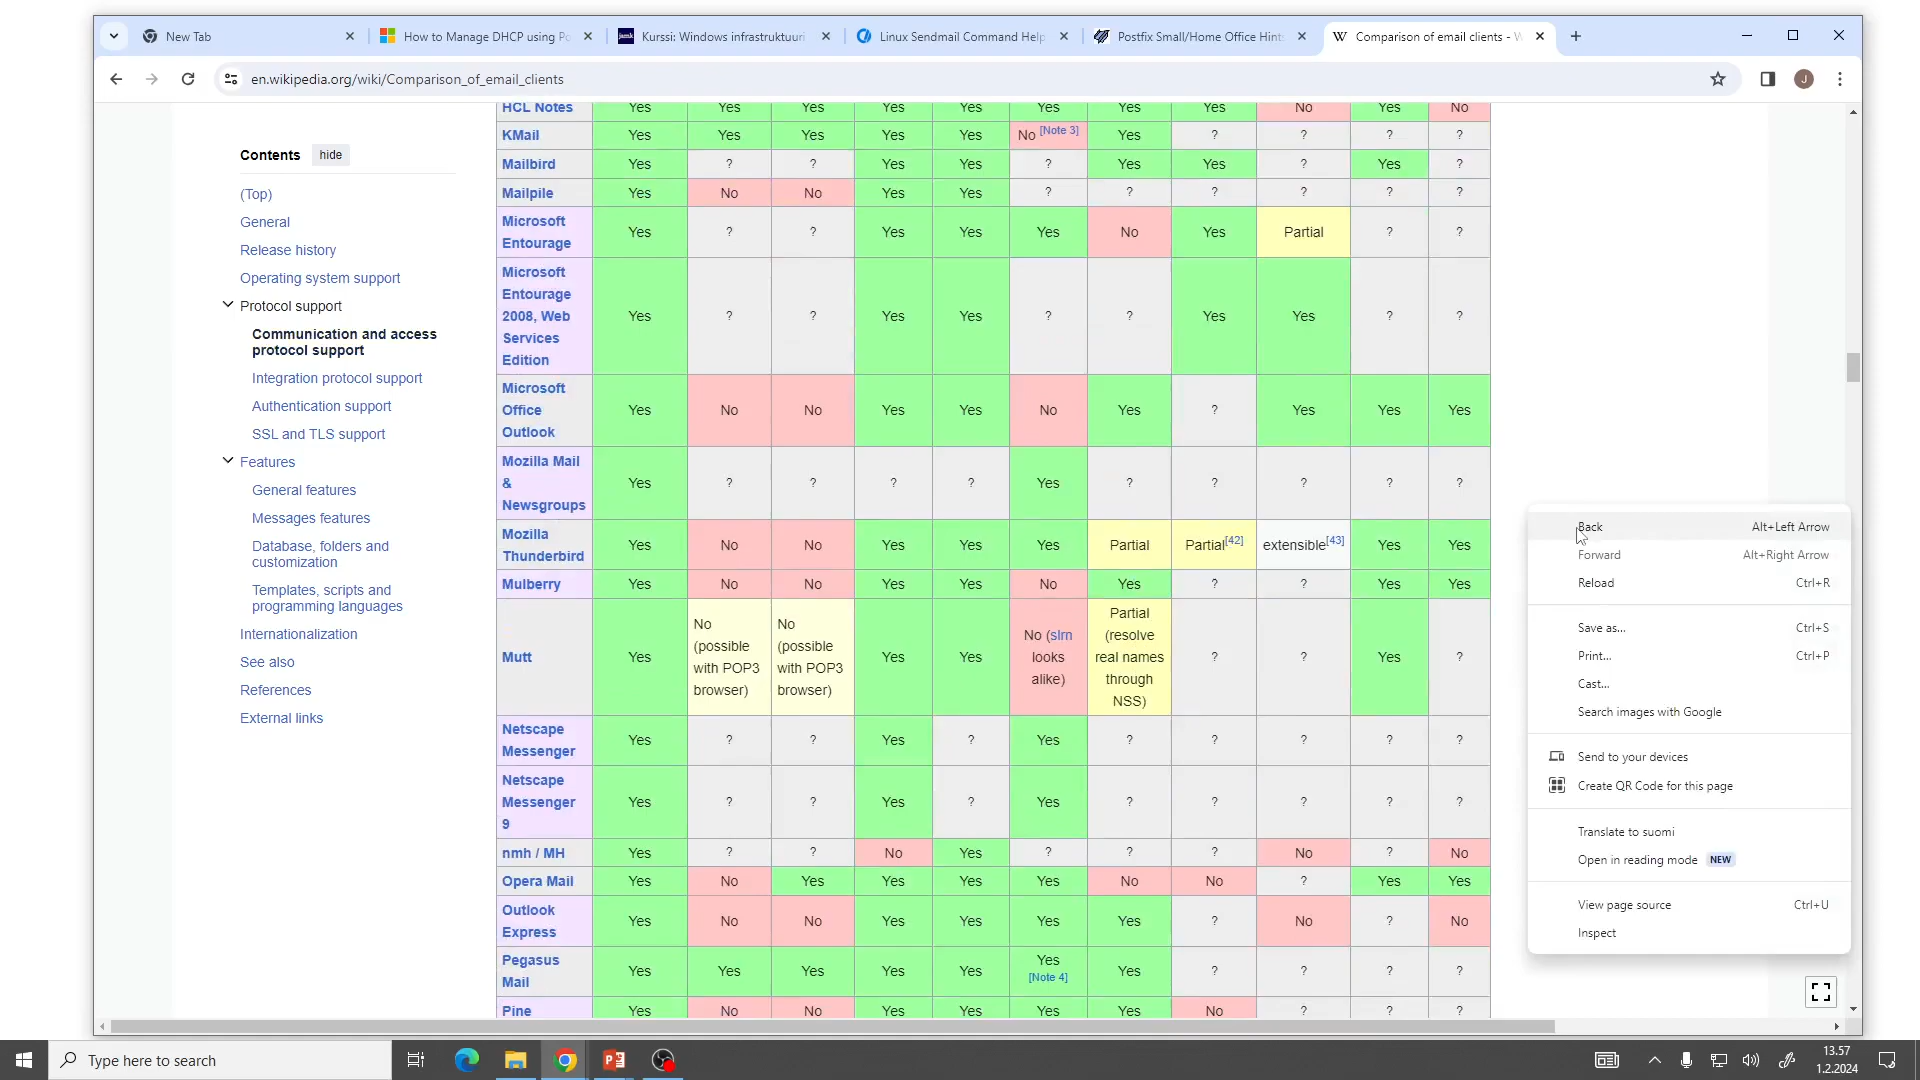 New Tab
How to Manage DHCP using Po
Kurssi: Windows infrastruktuuri
Linux Sendmail Command Help
Postfix Small/Home Office Hints
Comparison of email clients - W
en.wikipedia.org/wiki/Comparison_of_email_clients
J
Contents hide
(Top)
General
Release history
Operating system support
Protocol support
Communication and access
protocol support
Integration protocol support
Authentication support
SSL and TLS support
Features
General features
Messages features
Database, folders and
customization
Templates, scripts and
programming languages
Internationalization
See also
References
External links
HCL Notes Yes Yes Yes Yes Yes Yes Yes Yes No Yes No
KMail Yes Yes Yes Yes Yes No [Note 3] Yes ? ? ? ?
Mailbird Yes ? ? Yes Yes ? Yes Yes ? Yes ?
Mailpile Yes No No Yes Yes ? ? ? ? ? ?
Microsoft
Entourage
Yes ? ? Yes Yes Yes No Yes Partial ? ?
Microsoft
Entourage
2008, Web
Services
Edition
Yes ? ? Yes Yes ? ? Yes Yes ? ?
Microsoft
Office
Outlook
Yes No No Yes Yes No Yes ? Yes Yes Yes
Mozilla Mail
&
Newsgroups
Yes ? ? ? ? Yes ? ? ? ? ?
Mozilla
Thunderbird
Yes No No Yes Yes Yes Partial Partial[42] extensible[43] Yes Yes
Mulberry Yes No No Yes Yes No Yes ? ? Yes Yes
Mutt
Yes
No
(possible
with POP3
browser)
No
(possible
with POP3
browser)
Yes
Yes
No (slrn
looks
alike)
Partial
(resolve
real names
through
NSS)
? ? Yes ?
Netscape
Messenger
Yes ? ? Yes ? Yes ? ? ? ? ?
Netscape
Messenger
9
Yes ? ? Yes ? Yes ? ? ? ? ?
nmh / MH Yes ? ? No Yes ? ? ? No ? No
Opera Mail Yes No Yes Yes Yes Yes No No ? Yes Yes
Outlook
Express
Yes No No Yes Yes Yes Yes ? No ? No
Pegasus
Mail
Yes Yes Yes Yes Yes Yes
[Note 4]
Yes ? ? ? ?
Pine Yes No No Yes Yes Yes Yes No ? ? ?
Back Alt+Left Arrow
Forward Alt+Right Arrow
Reload Ctrl+R
Save as... Ctrl+S
Print... Ctrl+P
Cast...
Search images with Google
Send to your devices
Create QR Code for this page
Translate to suomi
Open in reading mode NEW
View page source Ctrl+U
Inspect
Type here to search
13.57
1.2.2024